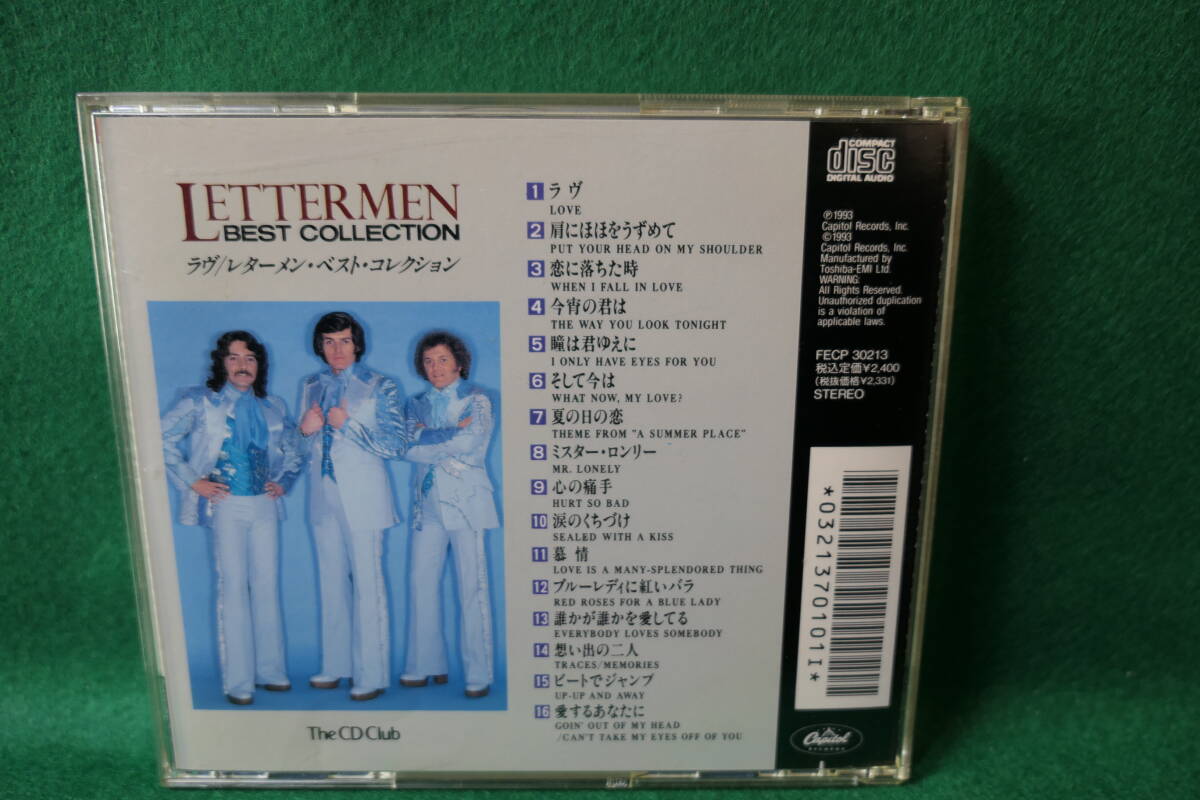 LETTERMEN
BEST COLLECTION
ラヴ/レターメン・ベスト・コレクション
The CD Club
1 ラヴ
LOVE
2 肩にほほをうずめて
PUT YOUR HEAD ON MY SHOULDER
3 恋に落ちた時
WHEN I FALL IN LOVE
4 今宵の君は
THE WAY YOU LOOK TONIGHT
5 瞳は君ゆえに
I ONLY HAVE EYES FOR YOU
6 そして今は
WHAT NOW, MY LOVE?
7 夏の日の恋
THEME FROM "A SUMMER PLACE"
8 ミスター・ロンリー
MR. LONELY
9 心の痛手
HURT SO BAD
10 涙のくちづけ
SEALED WITH A KISS
11 慕情
LOVE IS A MANY-SPLENDORED THING
12 ブルーレディに紅いバラ
RED ROSES FOR A BLUE LADY
13 誰かが誰かを愛してる
EVERYBODY LOVES SOMEBODY
14 想い出の二人
TRACES/MEMORIES
15 ビートでジャンプ
UP-UP AND AWAY
16 愛するあなたに
GOIN' OUT OF MY HEAD
/CAN'T TAKE MY EYES OFF OF YOU
COMPACT
disc
DIGITAL AUDIO
℗1993
Capitol Records, Inc.
©1993
Capitol Records, Inc.
Manufactured by
Toshiba-EMI Ltd.
WARNING:
All Rights Reserved.
Unauthorized duplication
is a violation of
applicable laws.
FECP 30213
税込定価¥2,400
(税抜価格¥2,331)
STEREO
*0321370101I*
Capitol
RECORDS